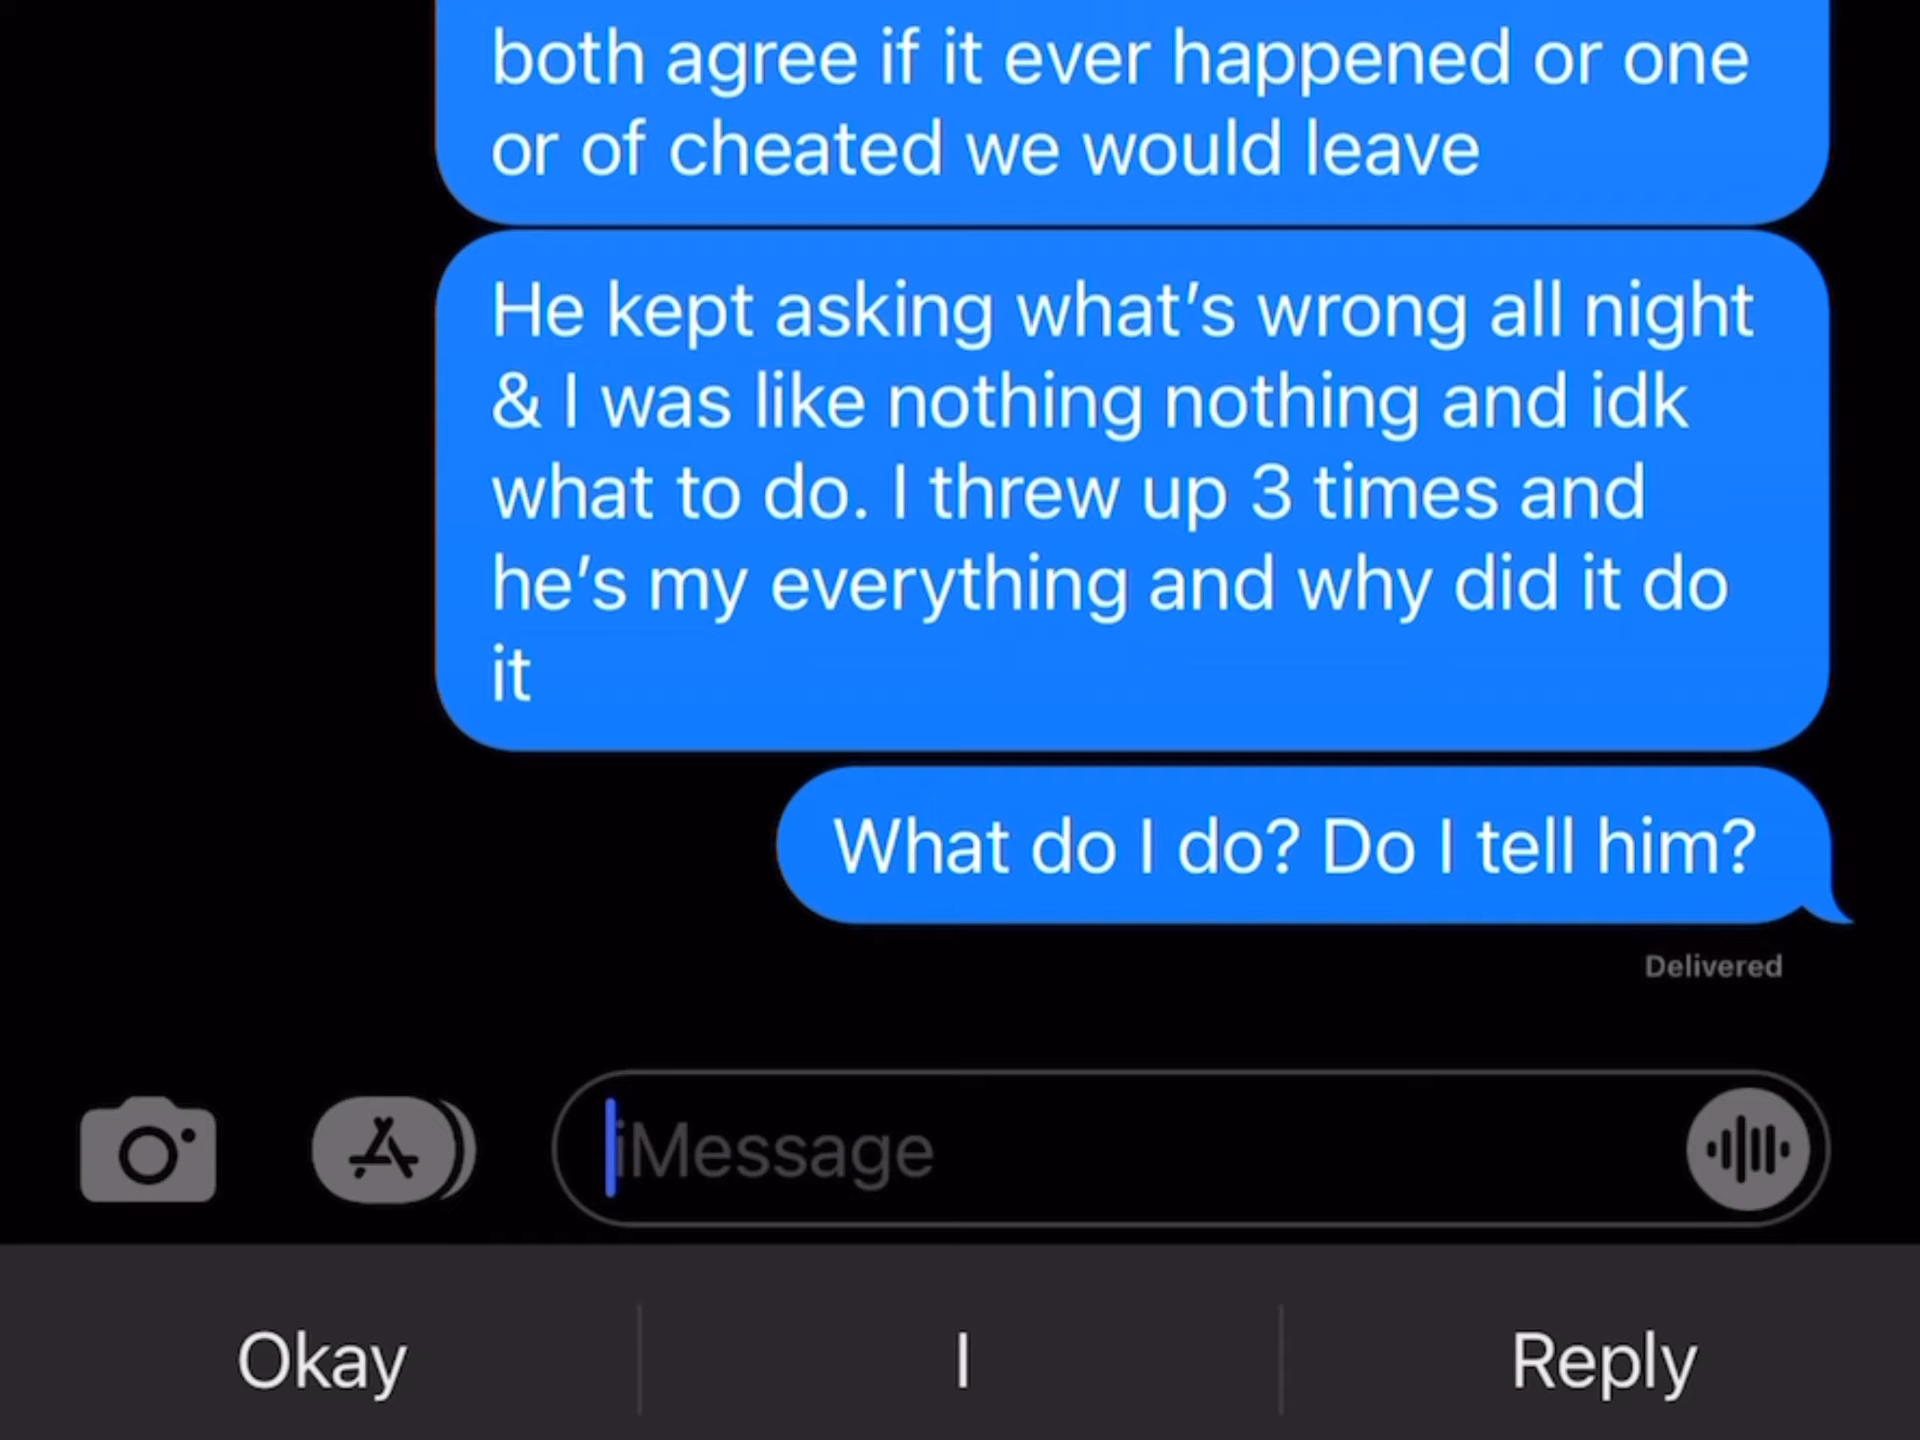 both agree if it ever happened or one
or of cheated we would leave
He kept asking what’s wrong all night
& I was like nothing nothing and idk
what to do. I threw up 3 times and
he’s my everything and why did it do
it
What do I do? Do I tell him?
Delivered
iMessage
Okay
I
Reply